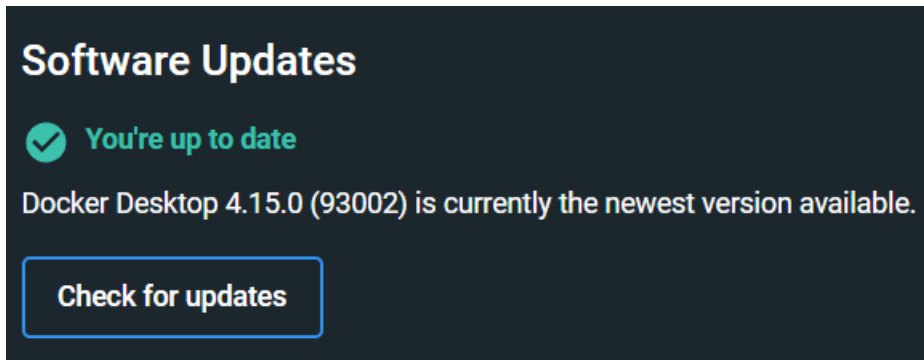 Software Updates
You're up to date
Docker Desktop 4.15.0 (93002) is currently the newest version available.
Check for updates